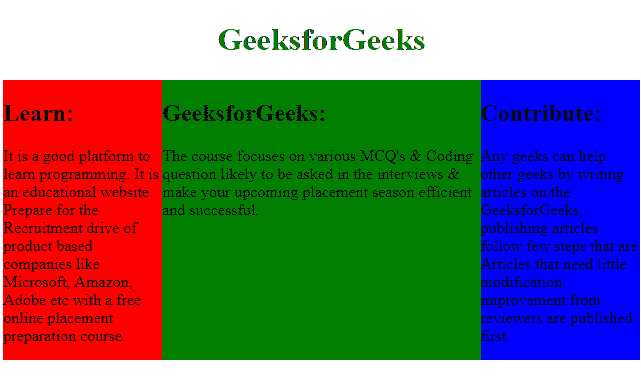 GeeksforGeeks
Learn:
It is a good platform to
learn programming. It is
an educational website.
Prepare for the
Recruitment drive of
product based
companies like
Microsoft, Amazon,
Adobe etc with a free
online placement
preparation course.
GeeksforGeeks:
The course focuses on various MCQ's & Coding
question likely to be asked in the interviews &
make your upcoming placement season efficient
and successful.
Contribute:
Any geeks can help
other geeks by writing
articles on the
GeeksforGeeks,
publishing articles
follow few steps that are
Articles that need little
modification/
improvement from
reviewers are published
first.